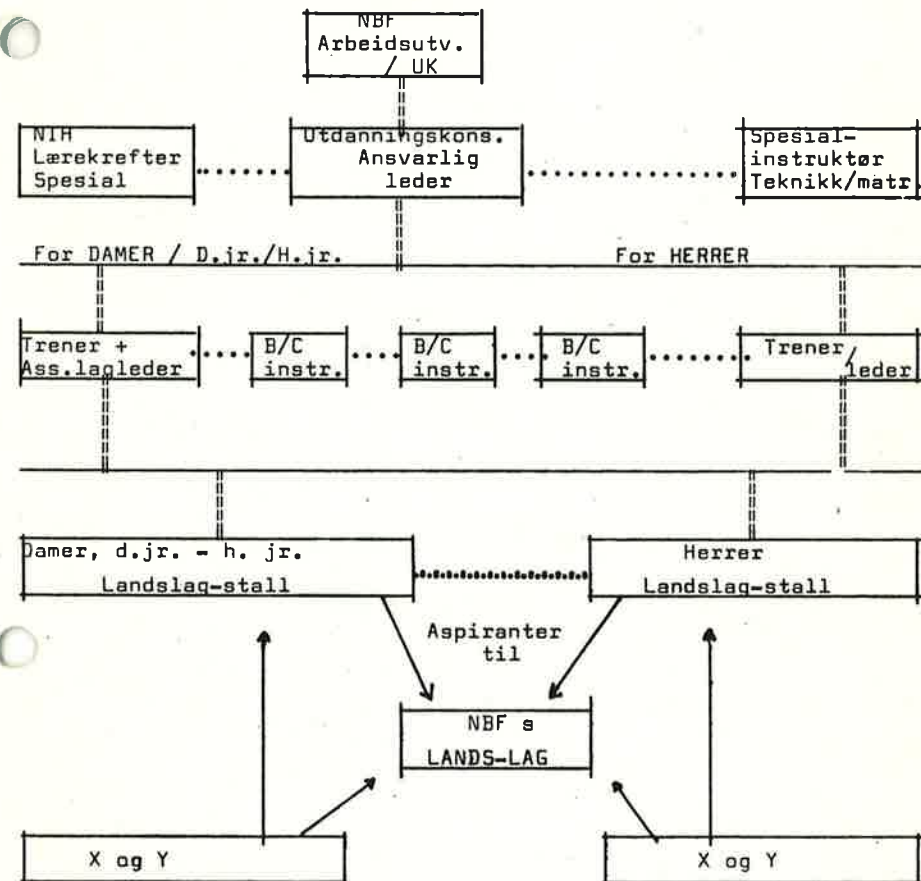 NBF
Arbeidsutv.
/ UK
NIH
Lærekrefter
Spesial
Utdanningskons.
Ansvarlig
leder
Spesial-
instruktør
Teknikk/matr.
For DAMER / D.jr./H.jr.
For HERRER
Trener +
Ass.lagleder
B/C
instr.
B/C
instr.
B/C
instr.
Trener/
leder
Damer, d.jr. - h. jr.
Landslag-stall
Herrer
Landslag-stall
Aspiranter
til
NBF s
LANDS-LAG
X og Y
X og Y